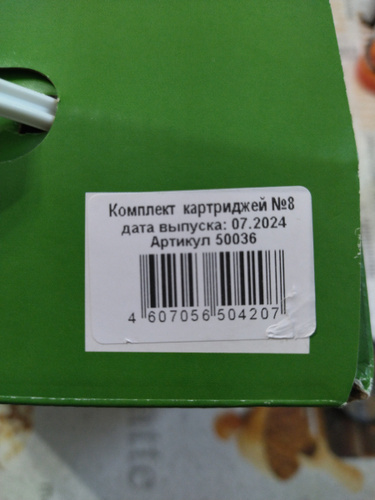 Комплект картриджей №8
дата выпуска: 07.2024
Артикул 50036
4 607056 504207